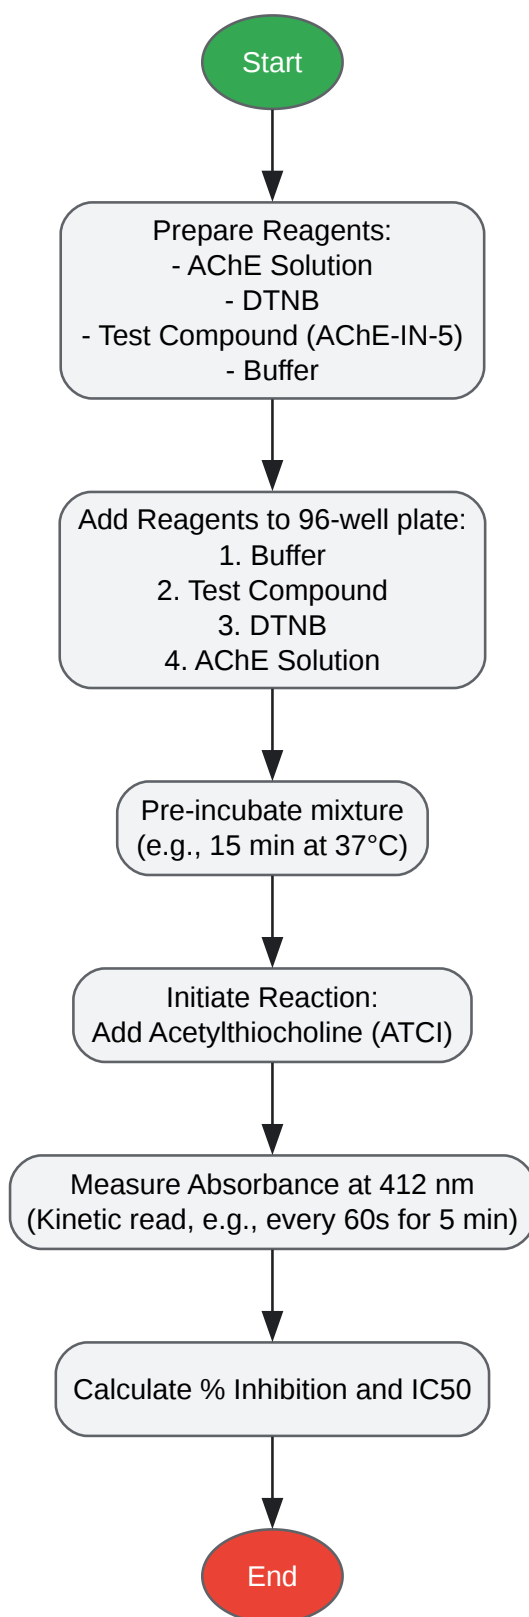 Start
Prepare Reagents:
- AChE Solution
- DTNB
- Test Compound (AChE-IN-5)
- Buffer
Add Reagents to 96-well plate:
1. Buffer
2. Test Compound
3. DTNB
4. AChE Solution
Pre-incubate mixture
(e.g., 15 min at 37°C)
Initiate Reaction:
Add Acetylthiocholine (ATCI)
Measure Absorbance at 412 nm
(Kinetic read, e.g., every 60s for 5 min)
Calculate % Inhibition and IC50
End